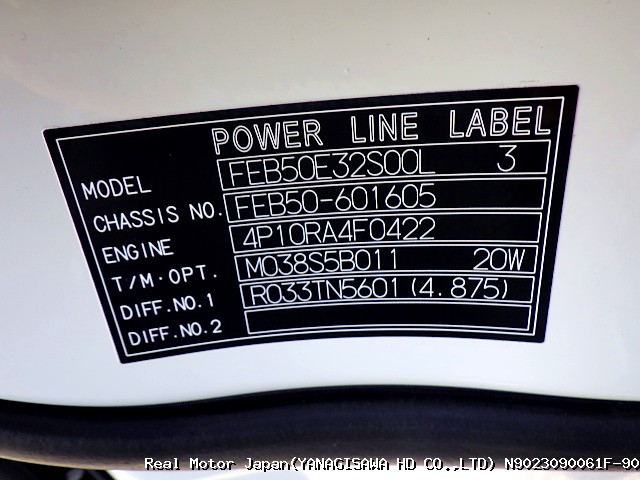 POWER LINE LABEL
MODEL FEB50E32S00L 3
CHASSIS NO. FEB50-601605
ENGINE 4P10RA4F0422
T/M·OPT. M038S5B011 20W
DIFF.NO.1 R033TN5601(4.875)
DIFF.NO.2
Real Motor Japan(YANAGISAWA HD CO.,LTD) N9023090061F-90